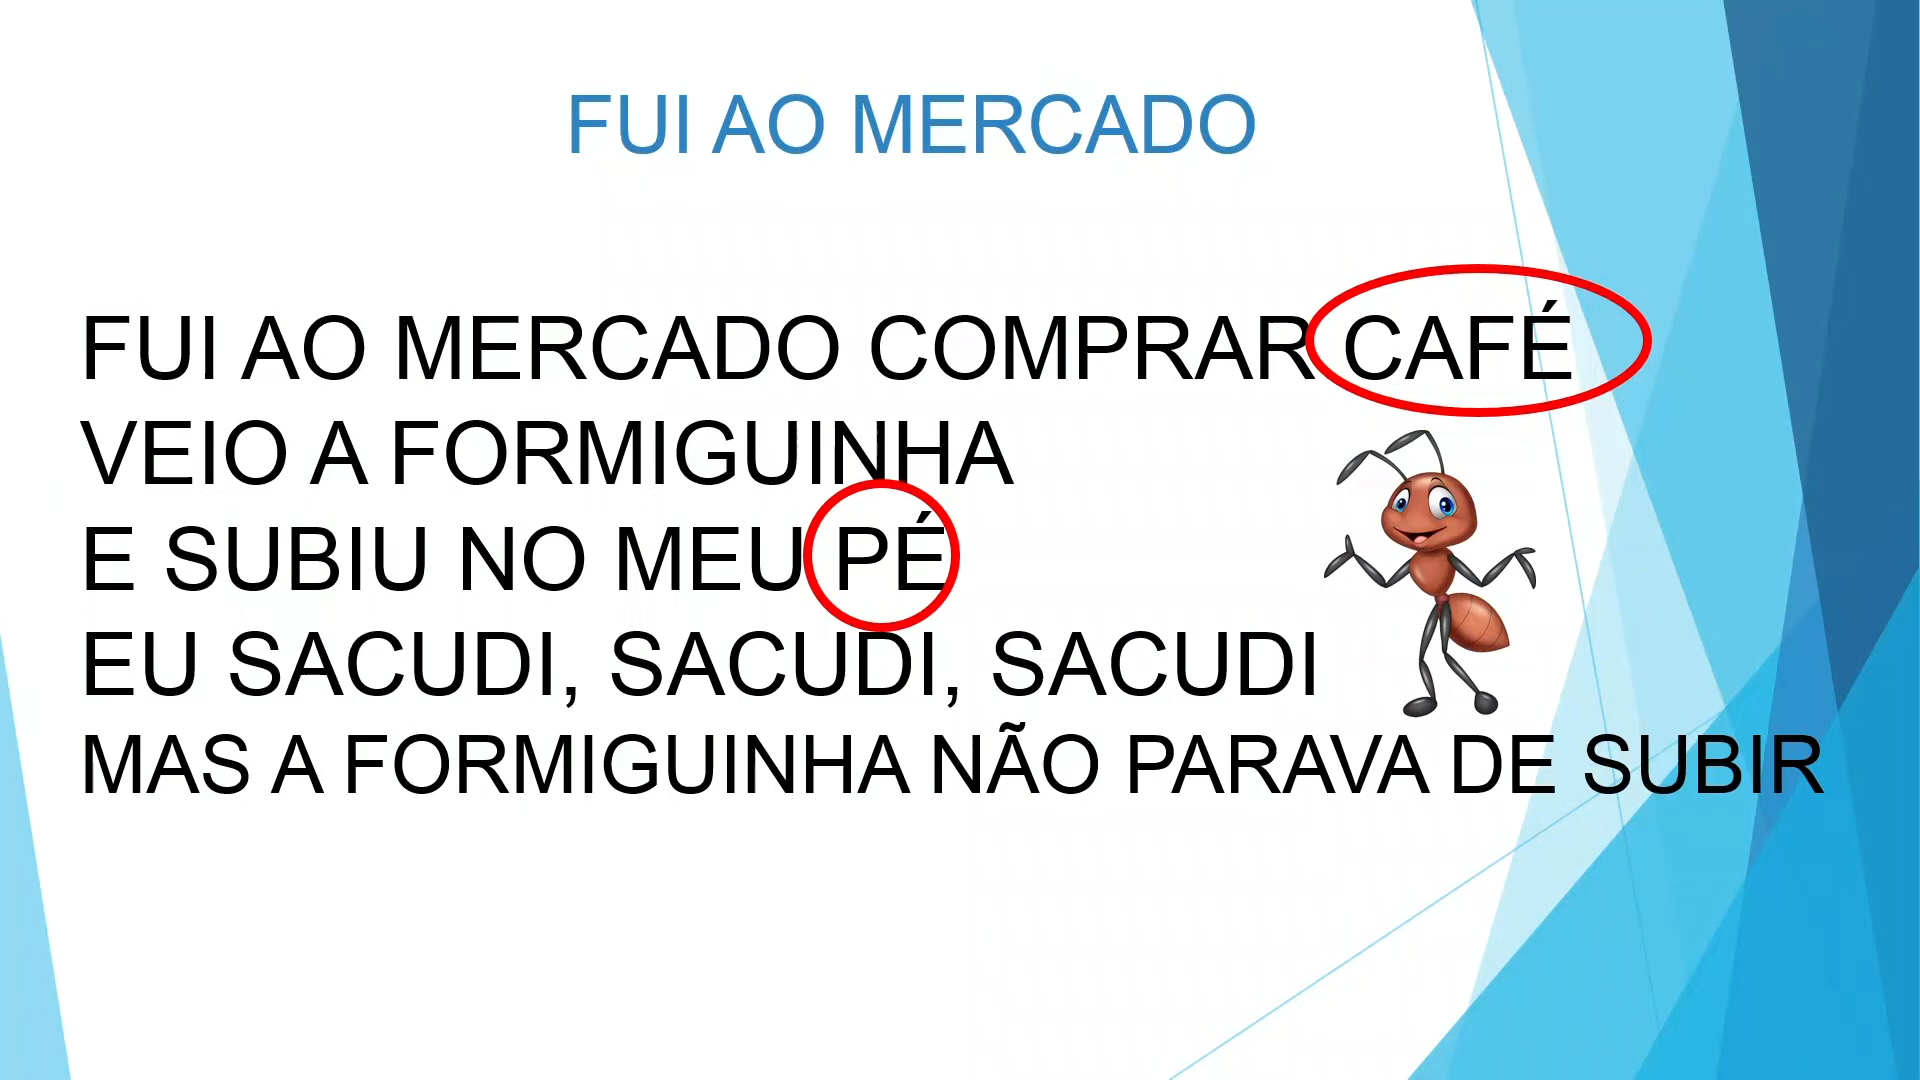 FUI AO MERCADO
FUI AO MERCADO COMPRAR CAFÉ
VEIO A FORMIGUINHA
E SUBIU NO MEU PÉ
EU SACUDI, SACUDI, SACUDI
MAS A FORMIGUINHA NÃO PARAVA DE SUBIR